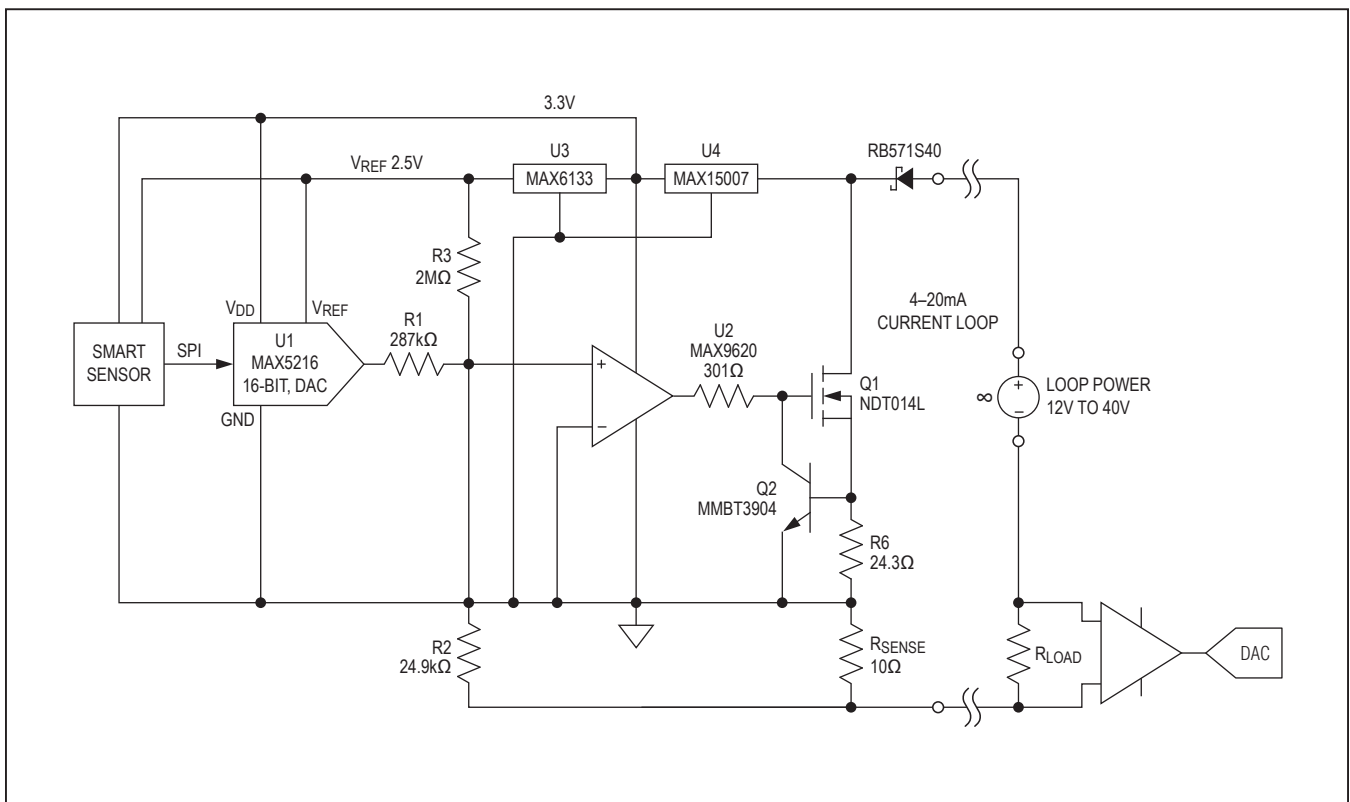 3.3V
U3
U4
RB571S40
VREF 2.5V
MAX6133
MAX15007
R3
2MΩ
4–20mA
CURRENT LOOP
VDD
VREF
R1
287kΩ
U2
MAX9620
301Ω
SMART
SENSOR
SPI
U1
MAX5216
16-BIT, DAC
+
Q1
NDT014L
∞
+
−
LOOP POWER
12V TO 40V
GND
−
Q2
MMBT3904
R6
24.3Ω
R2
24.9kΩ
RSENSE
10Ω
RLOAD
DAC